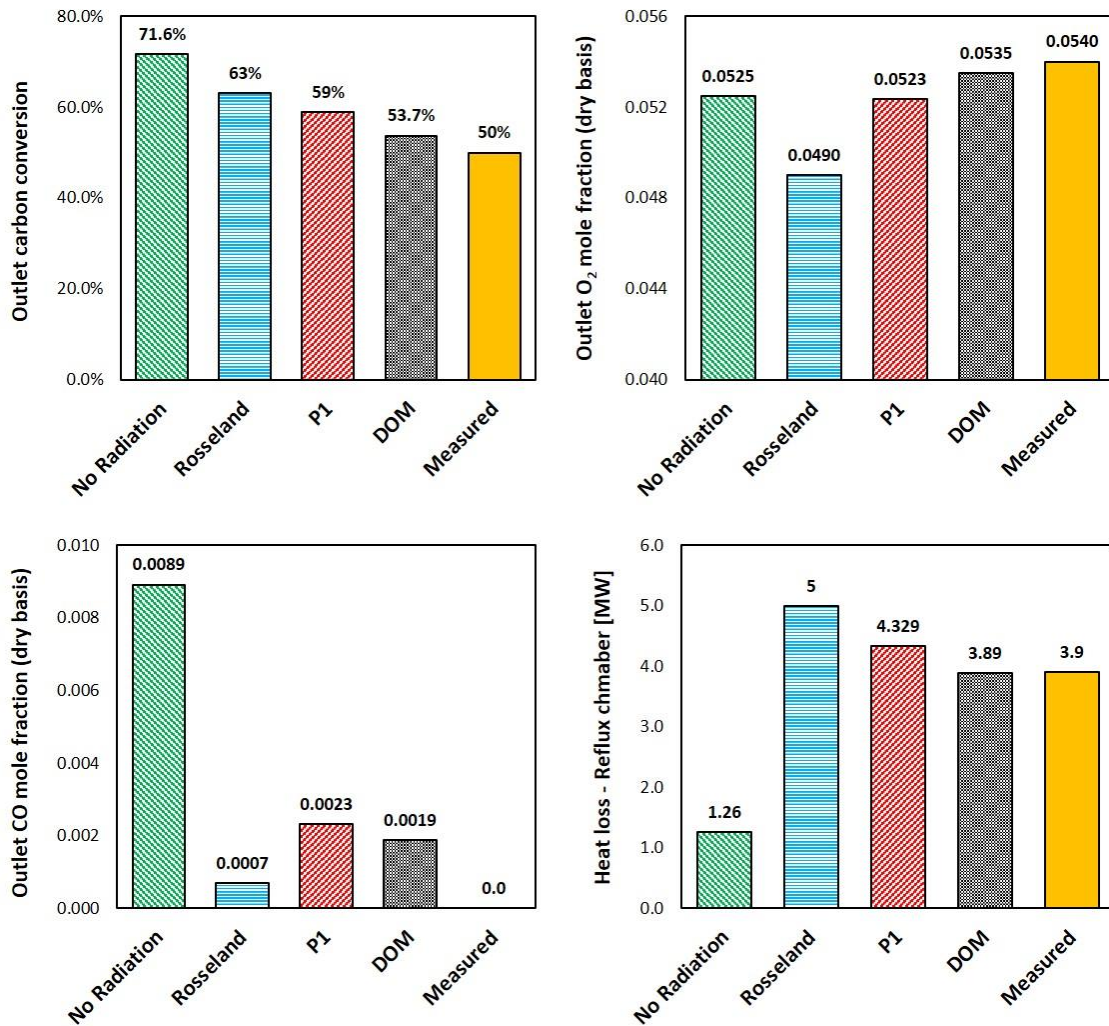 Outlet carbon conversion
80.0%
60.0%
40.0%
20.0%
0.0%
71.6%
63%
59%
53.7%
50%
No Radiation
Rosseland
P1
DOM
Measured
Outlet O₂ mole fraction (dry basis)
0.056
0.052
0.048
0.044
0.040
0.0525
0.0490
0.0523
0.0535
0.0540
No Radiation
Rosseland
P1
DOM
Measured
Outlet CO mole fraction (dry basis)
0.010
0.008
0.006
0.004
0.002
0.000
0.0089
0.0007
0.0023
0.0019
0.0
No Radiation
Rosseland
P1
DOM
Measured
Heat loss - Reflux chmaber [MW]
6.0
5.0
4.0
3.0
2.0
1.0
0.0
1.26
5
4.329
3.89
3.9
No Radiation
Rosseland
P1
DOM
Measured